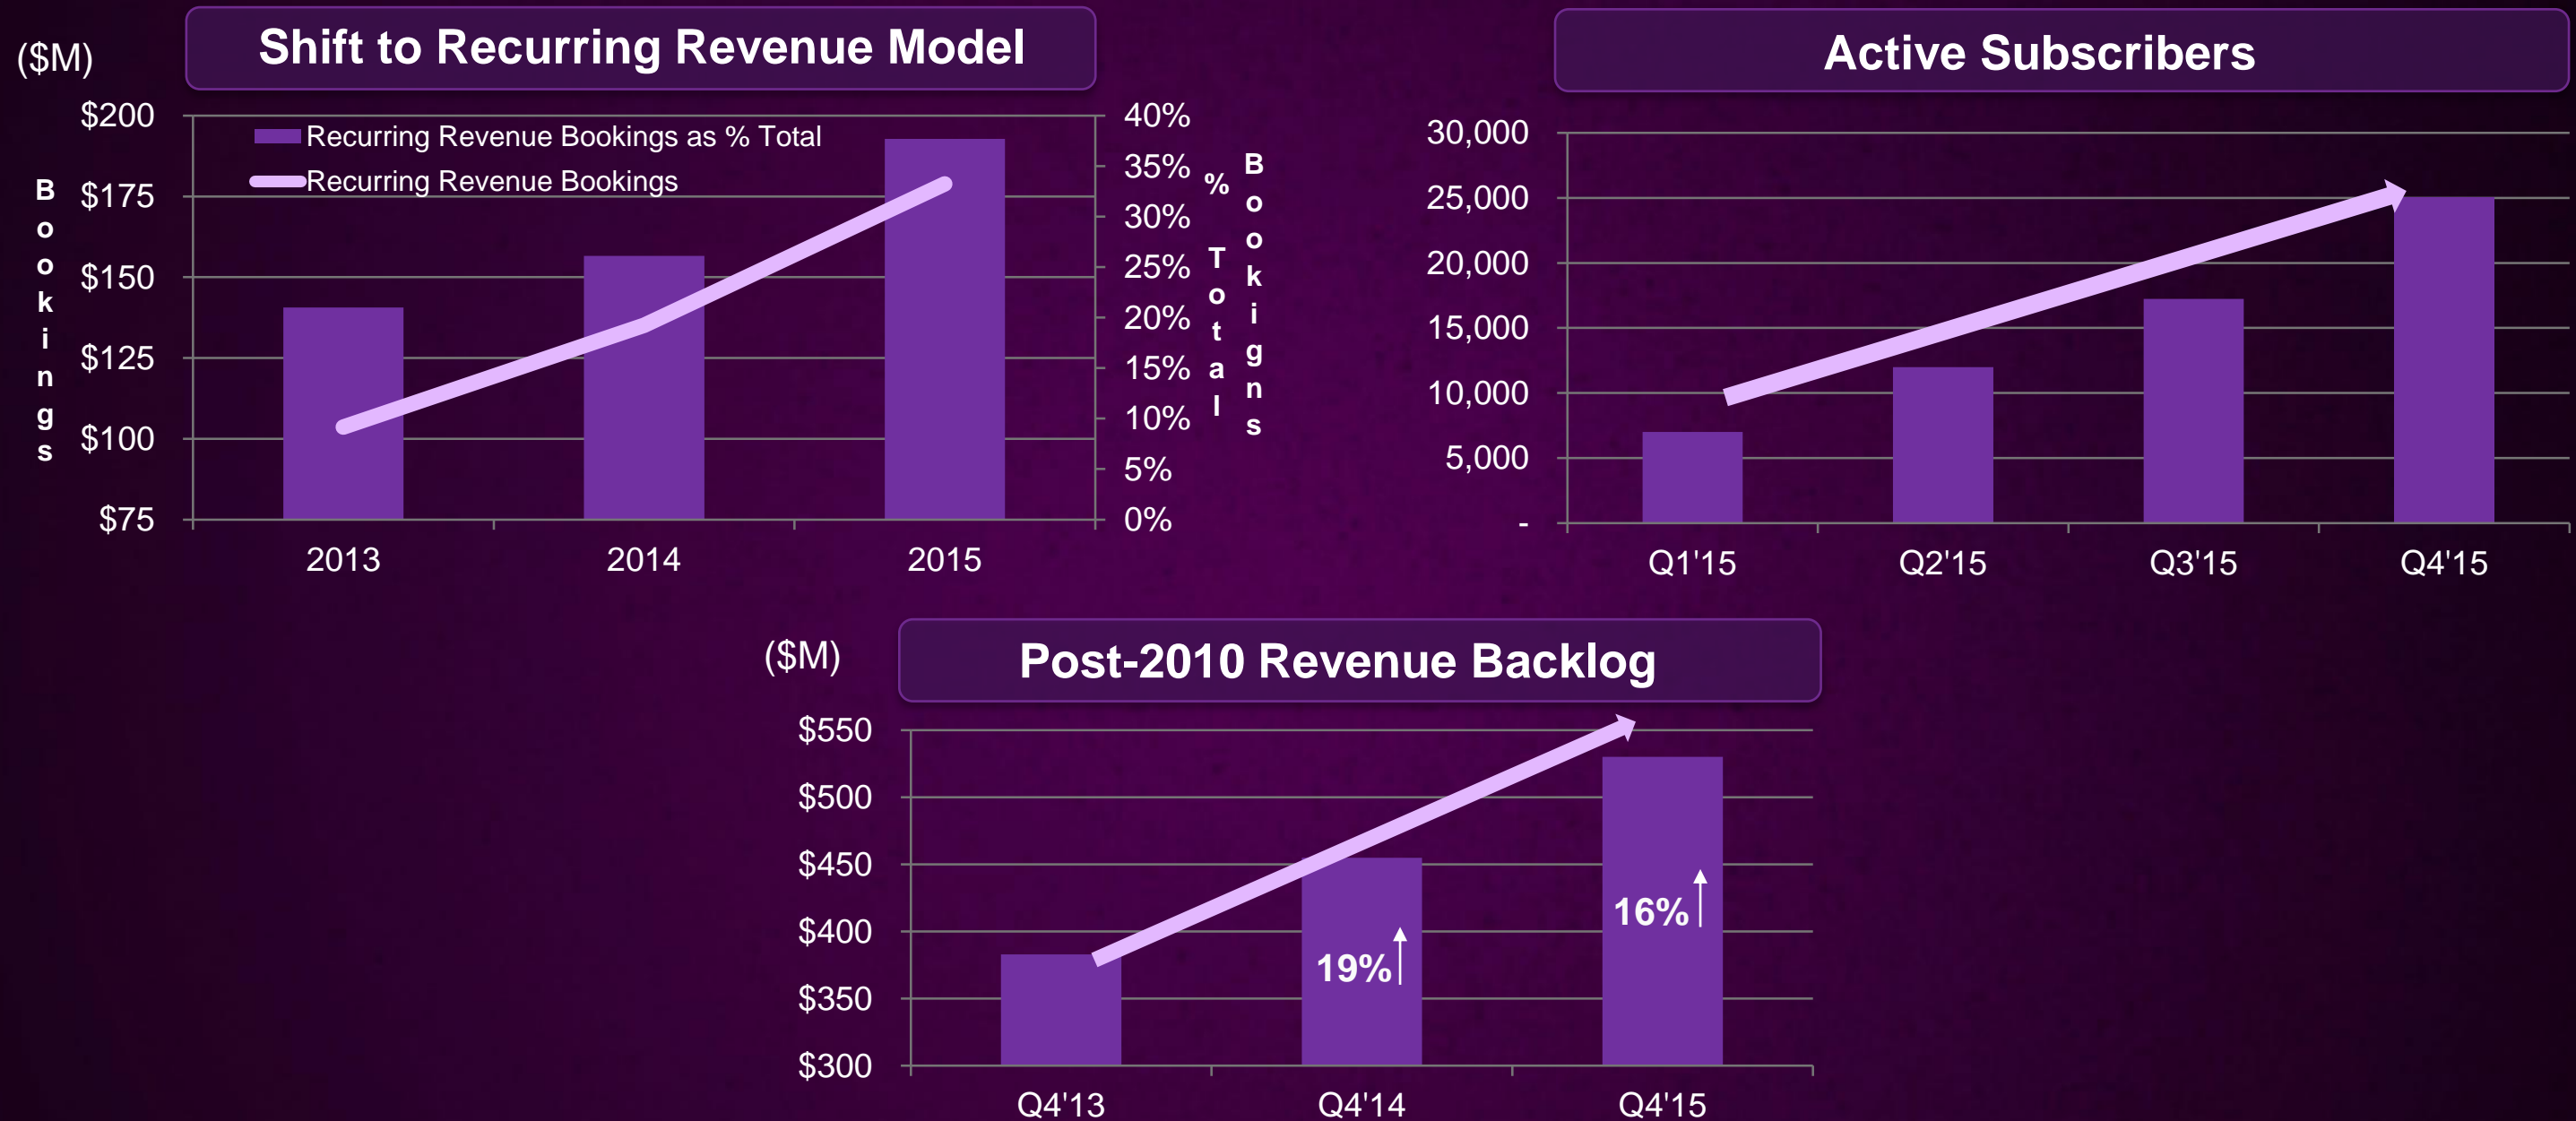 ($M)
Shift to Recurring Revenue Model
$200
$175
$150
$125
$100
$75
Bookings
Recurring Revenue Bookings as % Total
Recurring Revenue Bookings
40%
35%
30%
25%
20%
15%
10%
5%
0%
% Total
Bookigns
2013
2014
2015
Active Subscribers
30,000
25,000
20,000
15,000
10,000
5,000
-
Q1'15
Q2'15
Q3'15
Q4'15
($M)
Post-2010 Revenue Backlog
$550
$500
$450
$400
$350
$300
19%
16%
Q4'13
Q4'14
Q4'15